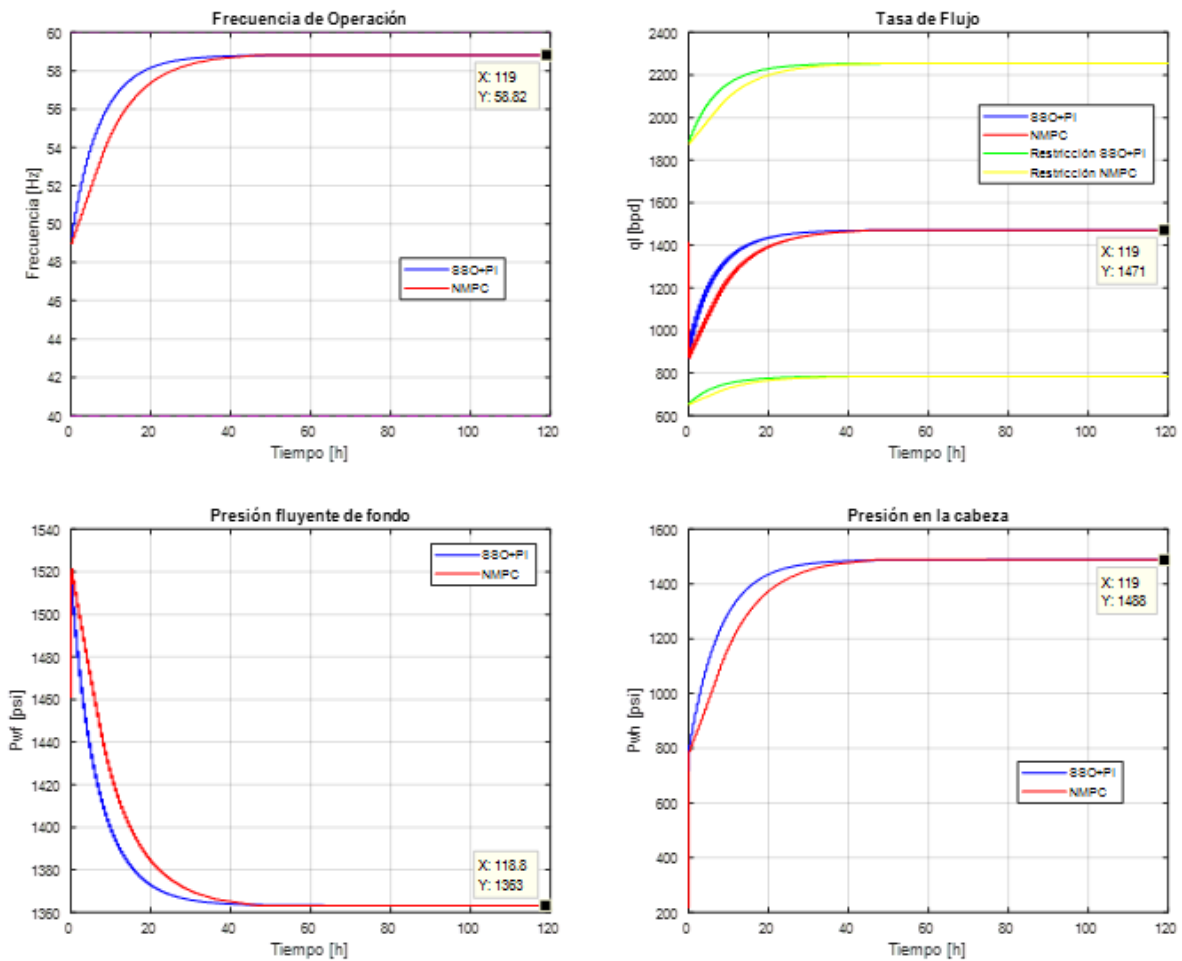 Frecuencia de Operación
Frecuencia [Hz]
60
58
56
54
52
50
48
46
44
42
40
X: 119
Y: 58.82
SSO+PI
NMPC
0 20 40 60 80 100 120
Tiempo [h]
Tasa de Flujo
ql [bpd]
2400
2200
2000
1800
1600
1400
1200
1000
800
600
SSO+PI
NMPC
Restricción SSO+PI
Restricción NMPC
X: 119
Y: 1471
0 20 40 60 80 100 120
Tiempo [h]
Presión fluyente de fondo
Pwf [psi]
1540
1520
1500
1480
1460
1440
1420
1400
1380
1360
SSO+PI
NMPC
X: 118.8
Y: 1363
0 20 40 60 80 100 120
Tiempo [h]
Presión en la cabeza
Pwh [psi]
1600
1400
1200
1000
800
600
400
200
X: 119
Y: 1488
SSO+PI
NMPC
0 20 40 60 80 100 120
Tiempo [h]